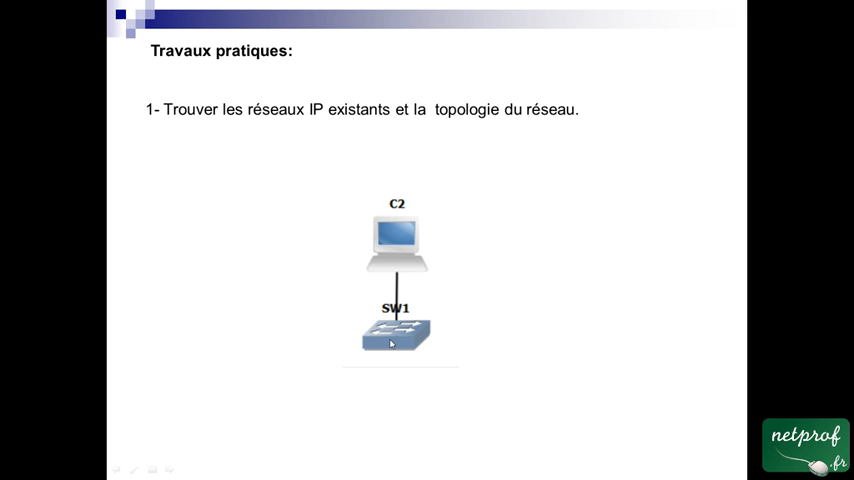 Travaux pratiques:
1- Trouver les réseaux IP existants et la topologie du réseau.
C2
SW1
netprof
.fr